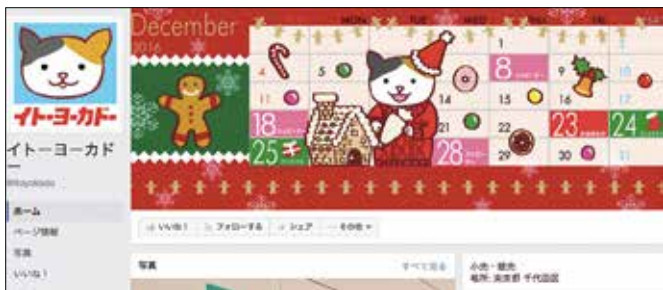 December
2016
MON TUE WED THU FRI
1
4 5 8 9
11 14 15 16
18 21 22 23 24
25 28 29 30 31
イトーヨーカドー
イトーヨーカド
ー
ホーム
ページ情報
写真
いいね!
いいね! フォローする シェア その他
写真 すべて見る
小売・販売
場所: 東京都 千代田区